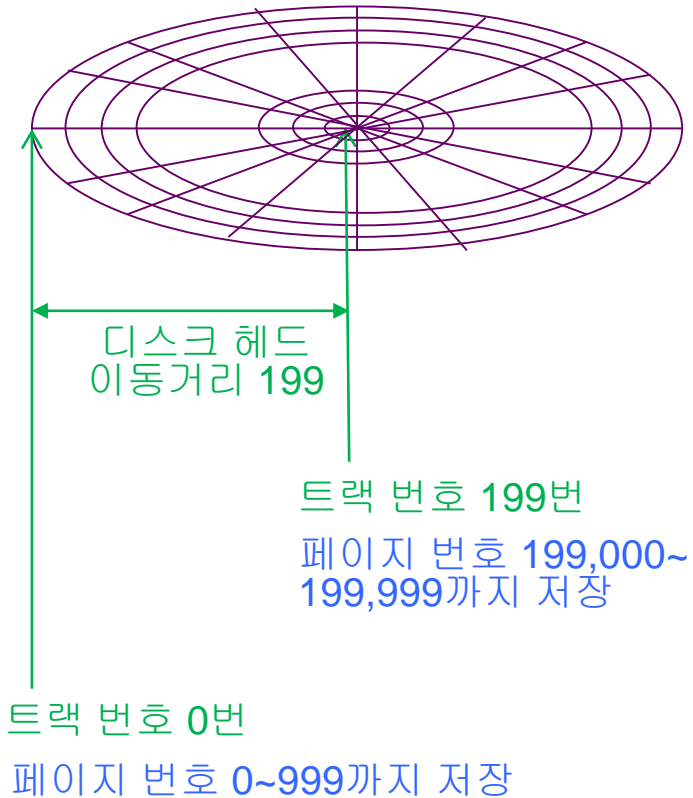 디스크 헤드
이동거리 199
트랙 번호 199번
페이지 번호 199,000~
199,999까지 저장
트랙 번호 0번
페이지 번호 0~999까지 저장